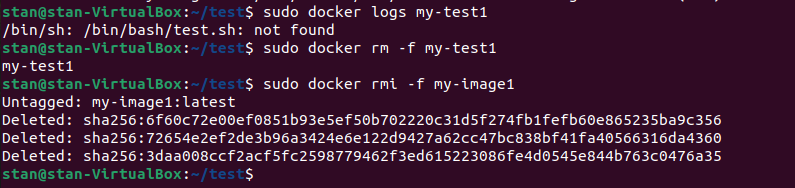 stan@stan-VirtualBox:~/test$ sudo docker logs my-test1
/bin/sh: /bin/bash/test.sh: not found
stan@stan-VirtualBox:~/test$ sudo docker rm -f my-test1
my-test1
stan@stan-VirtualBox:~/test$ sudo docker rmi -f my-image1
Untagged: my-image1:latest
Deleted: sha256:6f60c72e00ef0851b93e5ef50b702220c31d5f274fb1fefb60e865235ba9c356
Deleted: sha256:72654e2ef2de3b96a3424e6e122d9427a62cc47bc838bf41fa40566316da4360
Deleted: sha256:3daa008ccf2acf5fc2598779462f3ed615223086fe4d0545e844b763c0476a35
stan@stan-VirtualBox:~/test$